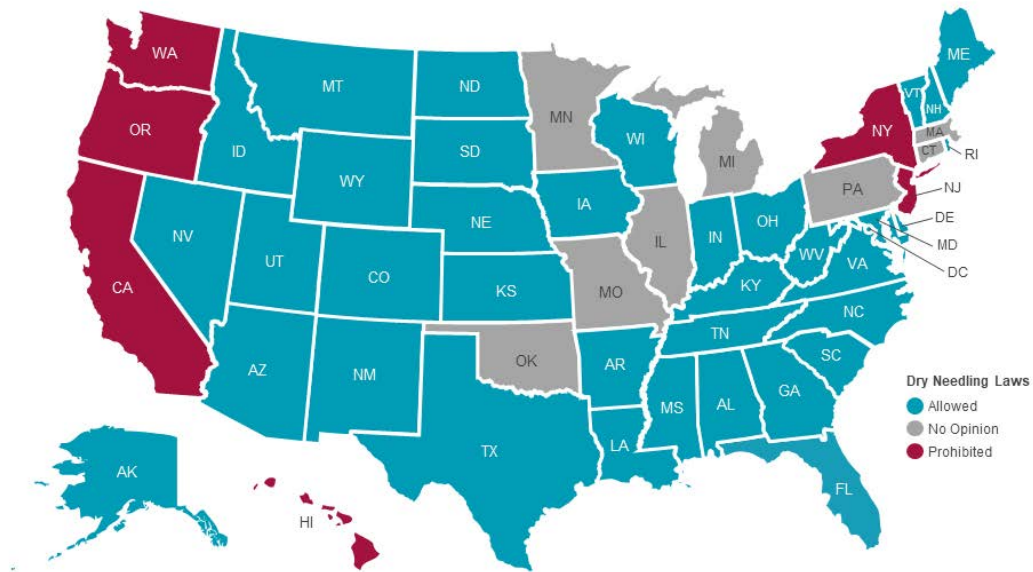 WA
MT
ND
MN
ME
VT
NH
OR
ID
SD
WI
MI
NY
MA
CT
RI
WY
IA
PA
NJ
NE
DE
NV
UT
CO
IL
IN
OH
MD
WV
VA
DC
CA
KS
MO
KY
NC
TN
AZ
NM
OK
AR
SC
MS
AL
GA
TX
LA
AK
FL
HI
Dry Needling Laws
Allowed
No Opinion
Prohibited